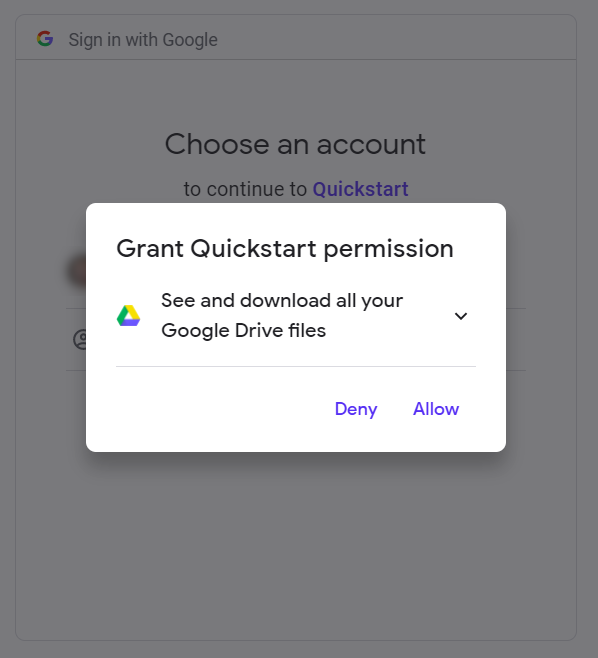 Sign in with Google
Choose an account
to continue to Quickstart
Grant Quickstart permission
See and download all your
Google Drive files
Deny
Allow